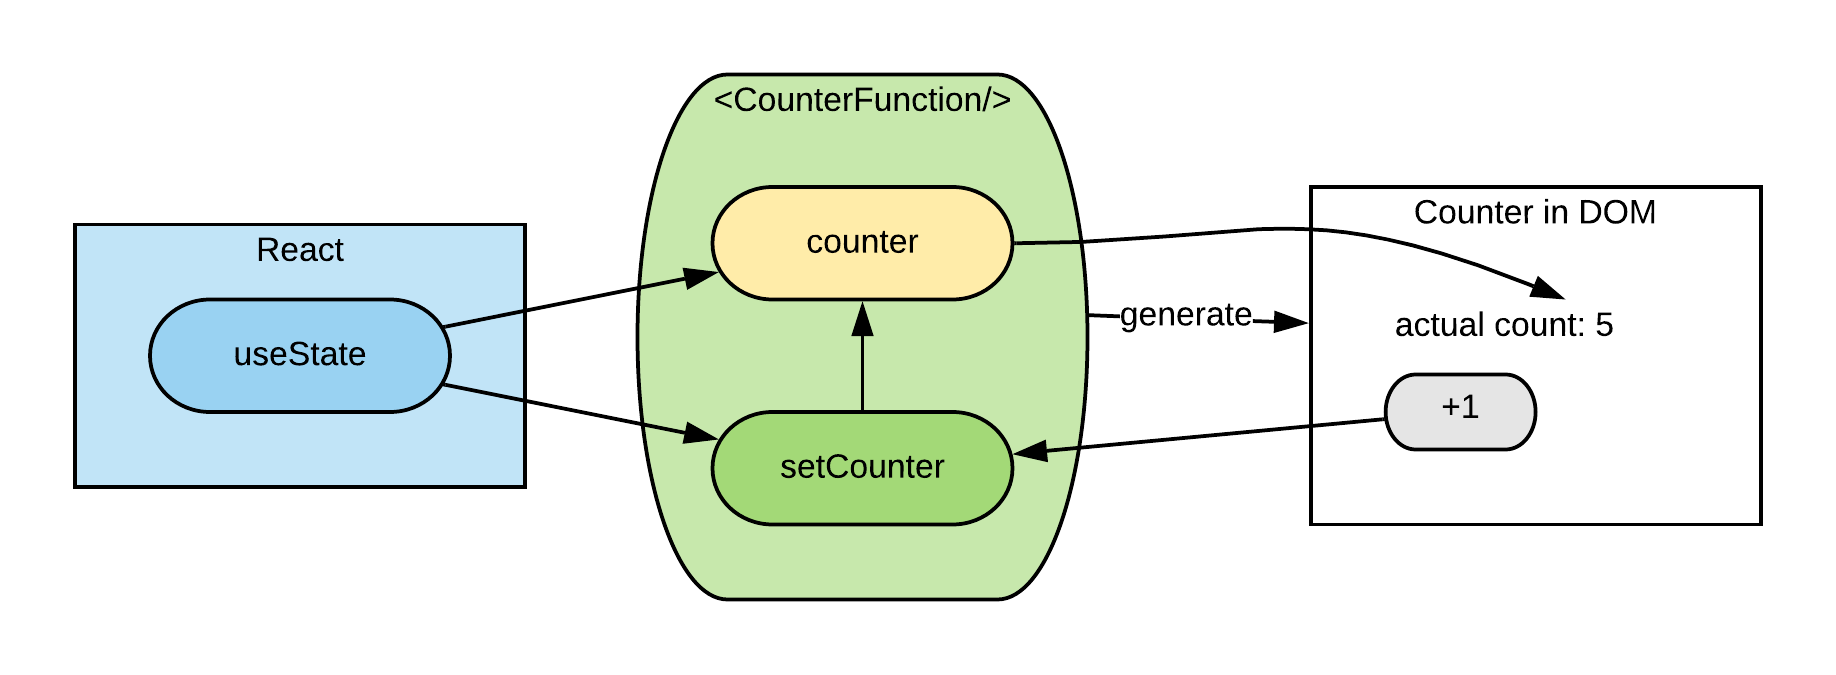 React
useState
<CounterFunction/>
counter
setCounter
generate
Counter in DOM
actual count: 5
+1